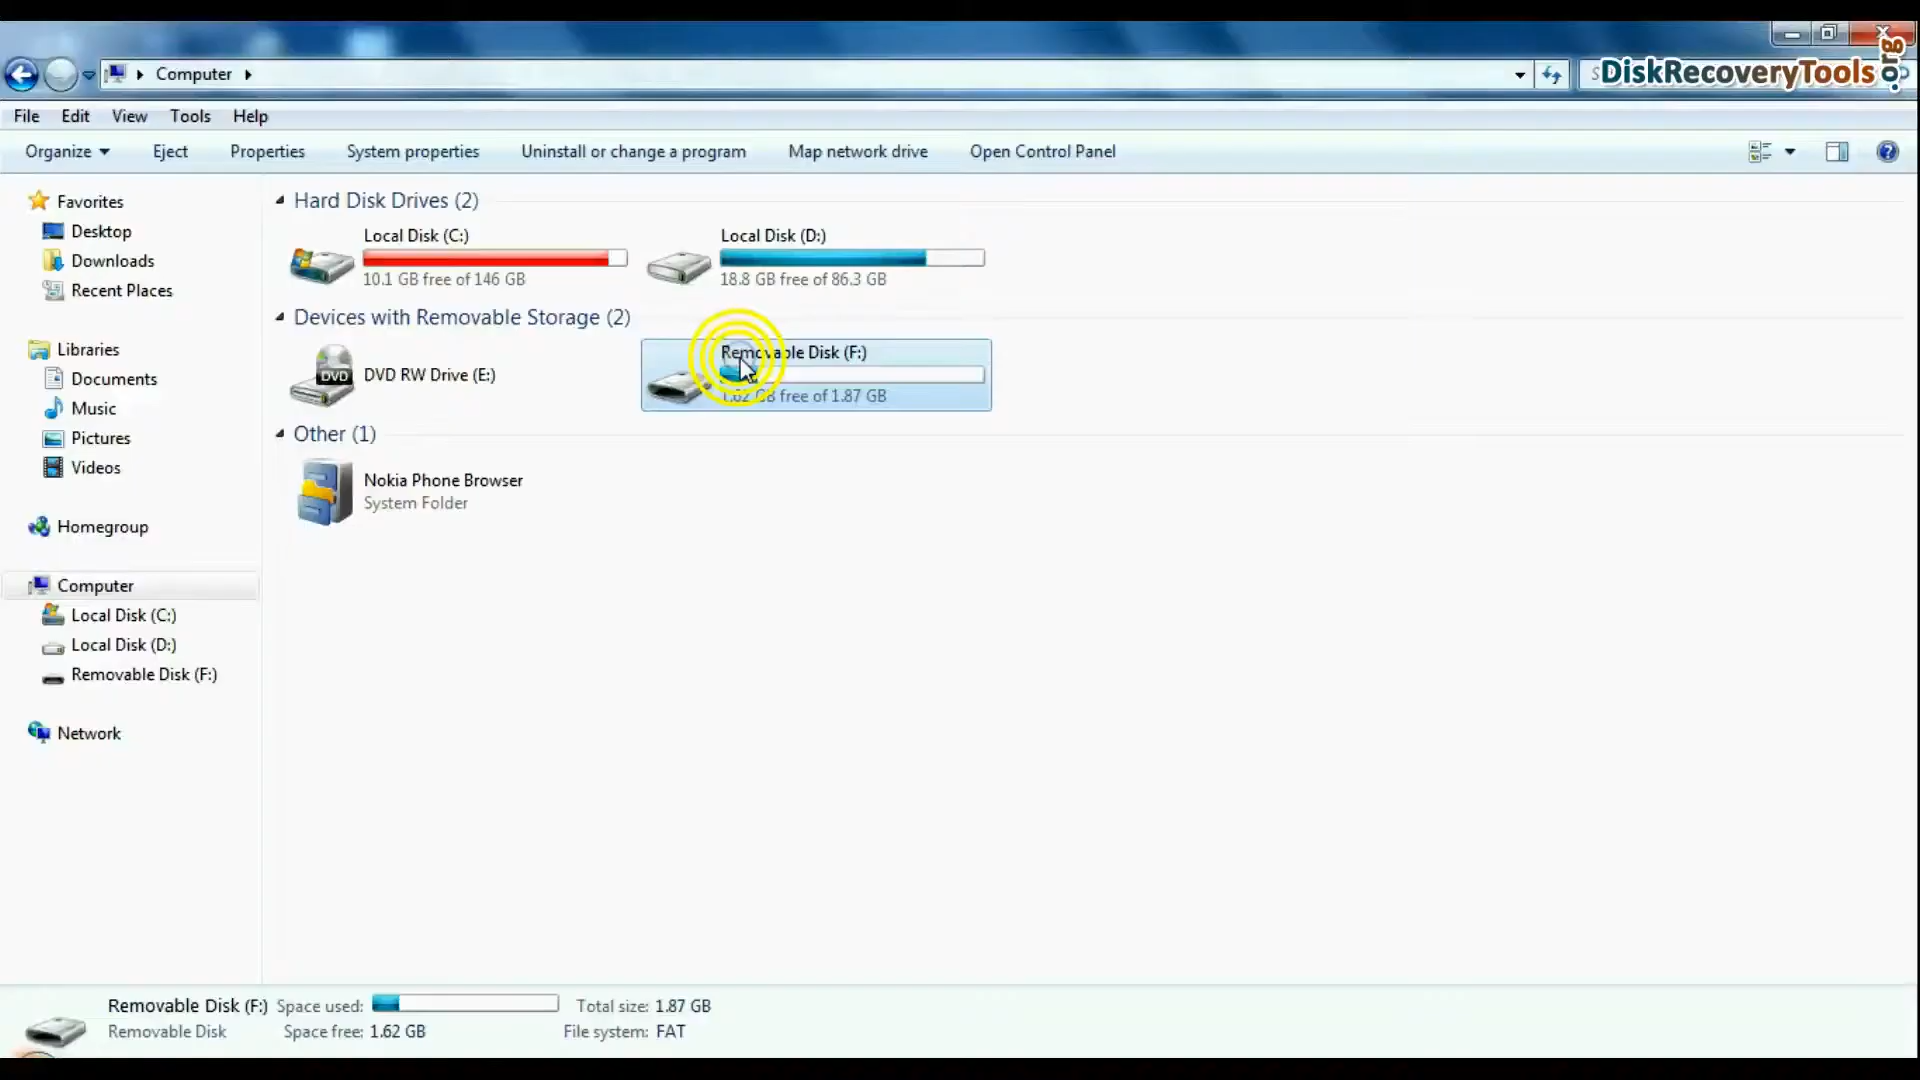 Computer
DiskRecoveryTools.org
File Edit View Tools Help
Organize Eject Properties System properties Uninstall or change a program Map network drive Open Control Panel
Favorites
Desktop
Downloads
Recent Places
Libraries
Documents
Music
Pictures
Videos
Homegroup
Computer
Local Disk (C:)
Local Disk (D:)
Removable Disk (F:)
Network
Hard Disk Drives (2)
Local Disk (C:)
10.1 GB free of 146 GB
Local Disk (D:)
18.8 GB free of 86.3 GB
Devices with Removable Storage (2)
DVD
DVD RW Drive (E:)
Removable Disk (F:)
1.62 GB free of 1.87 GB
Other (1)
Nokia Phone Browser
System Folder
Removable Disk (F:) Space used: Total size: 1.87 GB
Removable Disk Space free: 1.62 GB File system: FAT